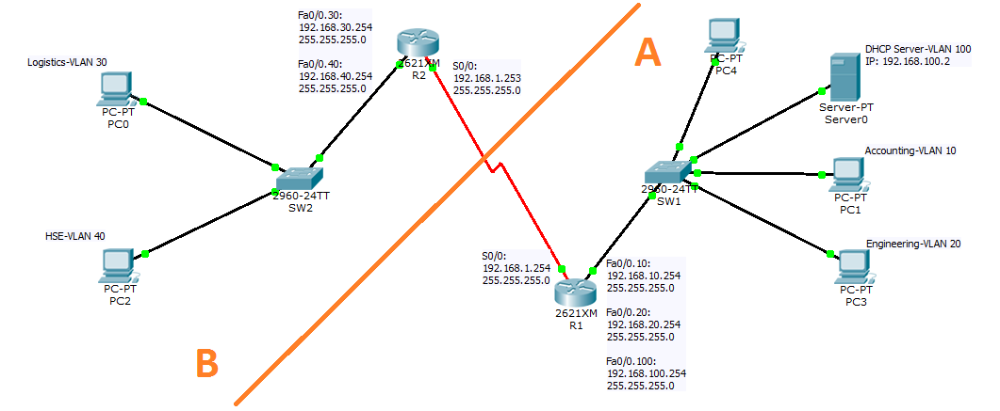 Fa0/0.30:
192.168.30.254
255.255.255.0
Fa0/0.40:
192.168.40.254
255.255.255.0
2621XM
R2
S0/0:
192.168.1.253
255.255.255.0
Logistics-VLAN 30
PC-PT
PC0
2960-24TT
SW2
HSE-VLAN 40
PC-PT
PC2
B
A
PC-PT
PC4
DHCP Server-VLAN 100
IP: 192.168.100.2
Server-PT
Server0
Accounting-VLAN 10
PC-PT
PC1
2960-24TT
SW1
Engineering-VLAN 20
PC-PT
PC3
S0/0:
192.168.1.254
255.255.255.0
2621XM
R1
Fa0/0.10:
192.168.10.254
255.255.255.0
Fa0/0.20:
192.168.20.254
255.255.255.0
Fa0/0.100:
192.168.100.254
255.255.255.0